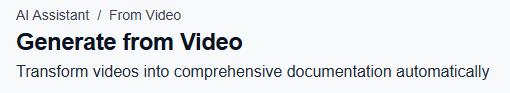 AI Assistant / From Video
Generate from Video
Transform videos into comprehensive documentation automatically